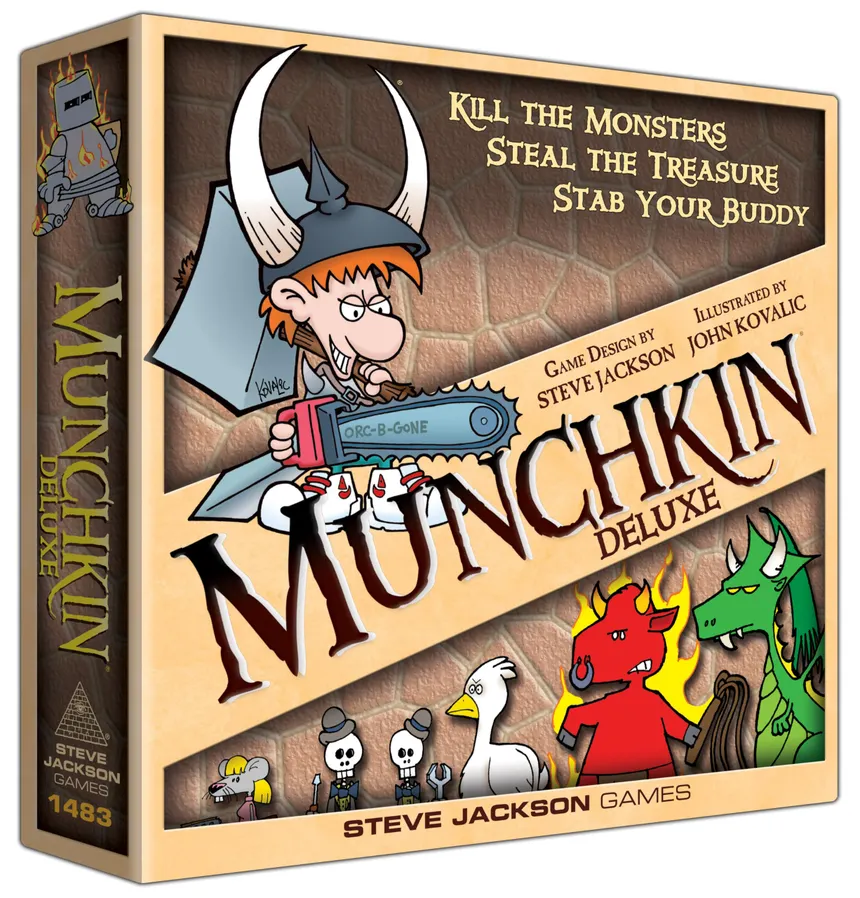 KILL THE MONSTERS
STEAL THE TREASURE
STAB YOUR BUDDY
GAME DESIGN BY
STEVE JACKSON
ILLUSTRATED BY
JOHN KOVALIC
KOVALIC
ORC-B-GONE
MUNCHKIN
DELUXE
STEVE JACKSON GAMES
MUNCHKIN
DELUXE
STEVE
JACKSON
GAMES
1483